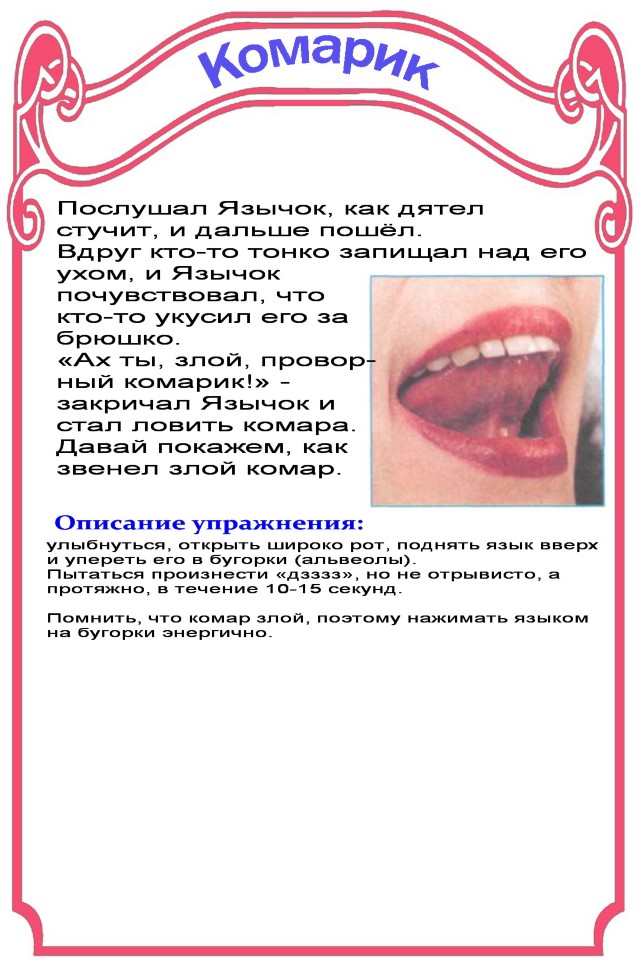 Комарик
Послушал Язычок, как дятел
стучит, и дальше пошёл.
Вдруг кто-то тонко запищал над его
ухом, и Язычок
почувствовал, что
кто-то укусил его за
брюшко.
«Ах ты, злой, провор-
ный комарик!» -
закричал Язычок и
стал ловить комара.
Давай покажем, как
звенел злой комар.
Описание упражнения:
улыбнуться, открыть широко рот, поднять язык вверх
и упереть его в бугорки (альвеолы).
Пытаться произнести «дзззз», но не отрывисто, а
протяжно, в течение 10-15 секунд.
Помнить, что комар злой, поэтому нажимать языком
на бугорки энергично.